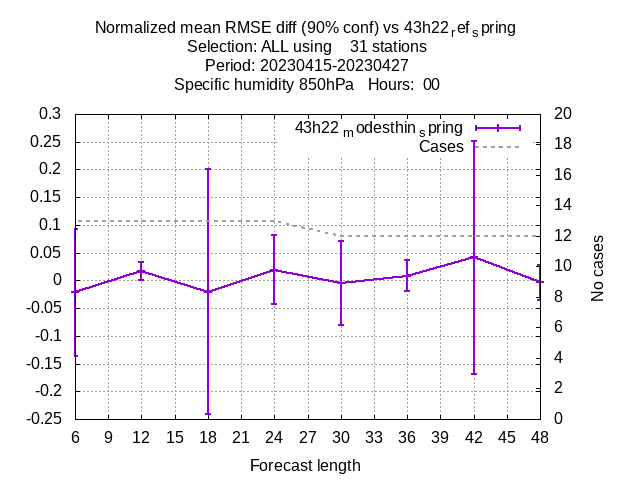 Normalized mean RMSE diff (90% conf) vs 43h22refspring
Selection: ALL using 31 stations
Period: 20230415-20230427
Specific humidity 850hPa Hours: 00
43h22modesthinspring
Cases
0.3
0.25
0.2
0.15
0.1
0.05
0
-0.05
-0.1
-0.15
-0.2
-0.25
20
18
16
14
12
10
8
6
4
2
0
No cases
6 9 12 15 18 21 24 27 30 33 36 39 42 45 48
Forecast length